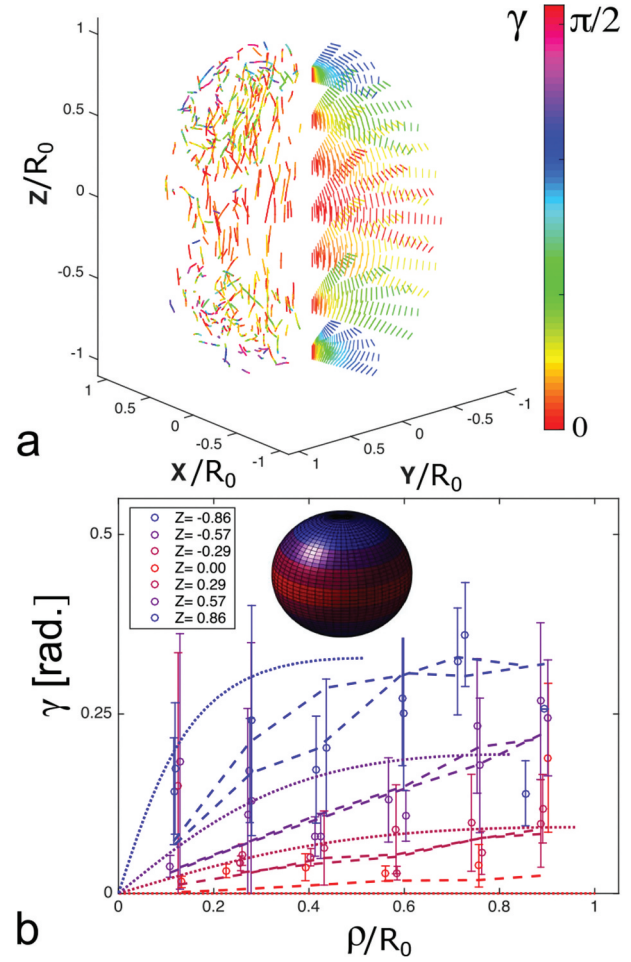 γ
π/2
0
z/R₀
1
0.5
0
-0.5
-1
1
0.5
0
-0.5
-1
X/R₀
1
0.5
0
-0.5
-1
Y/R₀
a
Z= -0.86
Z= -0.57
Z= -0.29
Z= 0.00
Z= 0.29
Z= 0.57
Z= 0.86
γ [rad.]
0.5
0.25
0
0
0.2
0.4
0.6
0.8
1
ρ/R₀
b